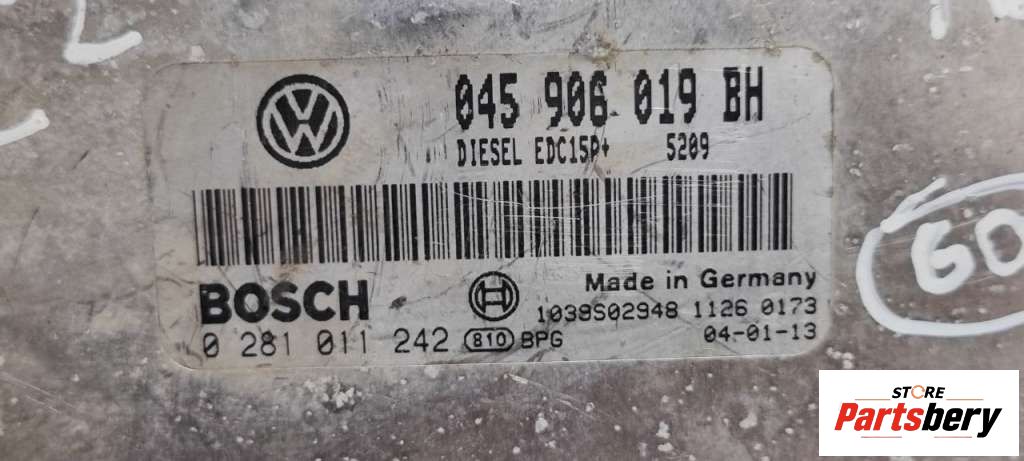 045 906 019 BH
DIESEL EDC15P+ 5209
BOSCH
Made in Germany
1039S02948 1126 0173
0 281 011 242 810 BPG 04-01-13
60
STORE
Partsbery